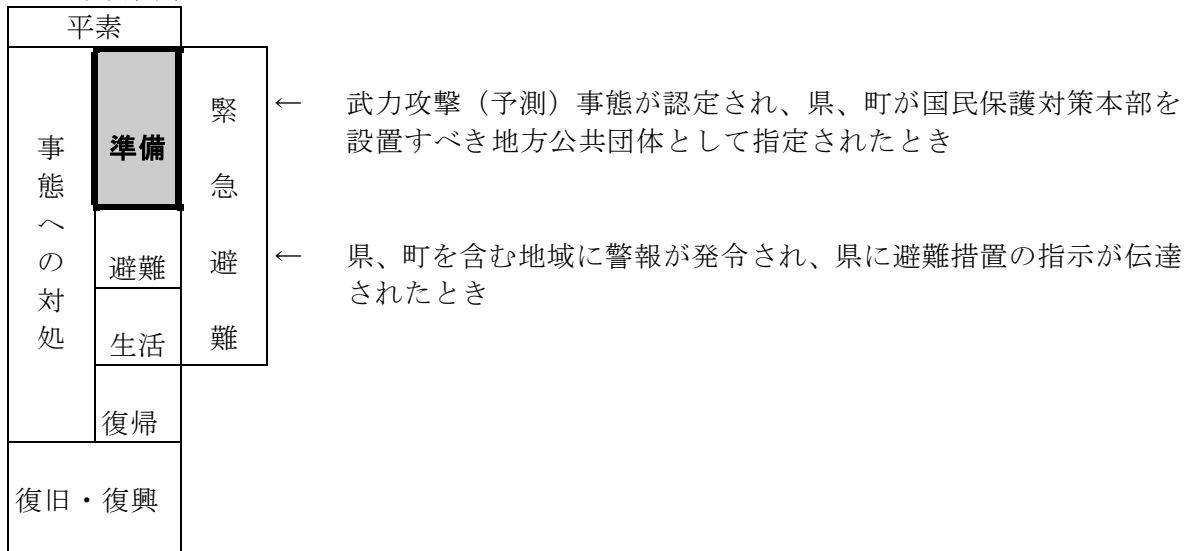 平素
事態への対処
準備
避難
生活
復帰
緊急避難
← 武力攻撃（予測）事態が認定され、県、町が国民保護対策本部を
設置すべき地方公共団体として指定されたとき
← 県、町を含む地域に警報が発令され、県に避難措置の指示が伝達
されたとき
復旧・復興